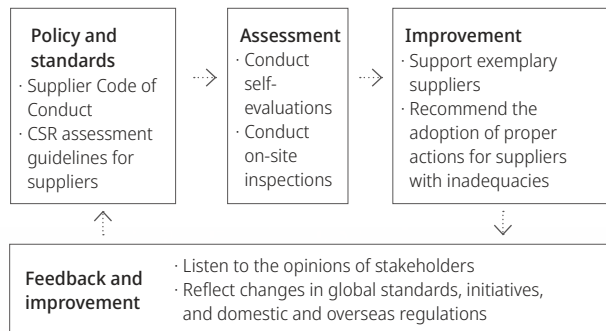 Policy and
standards
· Supplier Code of
Conduct
· CSR assessment
guidelines for
suppliers
Assessment
· Conduct
self-
evaluations
· Conduct
on-site
inspections
Improvement
· Support exemplary
suppliers
· Recommend the
adoption of proper
actions for suppliers
with inadequacies
Feedback and
improvement
· Listen to the opinions of stakeholders
· Reflect changes in global standards, initiatives,
and domestic and overseas regulations